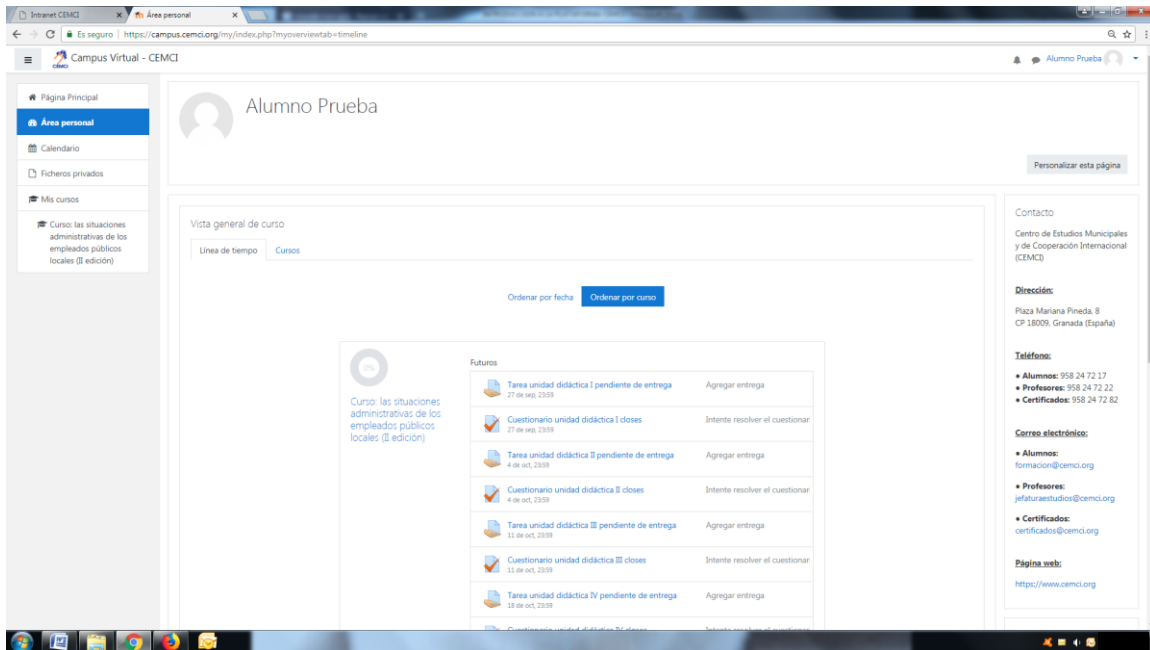 Intranet CEMCI
Área personal
Es seguro | https://campus.cemci.org/my/index.php?myoverviewtab=timeline
CEMCI
Campus Virtual - CEMCI
Alumno Prueba
Página Principal
Área personal
Calendario
Ficheros privados
Mis cursos
Curso: las situaciones
administrativas de los
empleados públicos
locales (II edición)
Alumno Prueba
Personalizar esta página
Vista general de curso
Línea de tiempo
Cursos
Ordenar por fecha
Ordenar por curso
0%
Curso: las situaciones
administrativas de los
empleados públicos
locales (II edición)
Futuros
Tarea unidad didáctica I pendiente de entrega
Agregar entrega
27 de sep, 23:59
Cuestionario unidad didáctica I closes
Intente resolver el cuestionar
27 de sep, 23:59
Tarea unidad didáctica II pendiente de entrega
Agregar entrega
4 de oct, 23:59
Cuestionario unidad didáctica II closes
Intente resolver el cuestionar
4 de oct, 23:59
Tarea unidad didáctica III pendiente de entrega
Agregar entrega
11 de oct, 23:59
Cuestionario unidad didáctica III closes
Intente resolver el cuestionar
11 de oct, 23:59
Tarea unidad didáctica IV pendiente de entrega
Agregar entrega
18 de oct, 23:59
Contacto
Centro de Estudios Municipales
y de Cooperación Internacional
(CEMCI)
Dirección:
Plaza Mariana Pineda, 8
CP 18009, Granada (España)
Teléfono:
• Alumnos: 958 24 72 17
• Profesores: 958 24 72 22
• Certificados: 958 24 72 82
Correo electrónico:
• Alumnos:
formacion@cemci.org
• Profesores:
jefaturaestudios@cemci.org
• Certificados:
certificados@cemci.org
Página web:
https://www.cemci.org